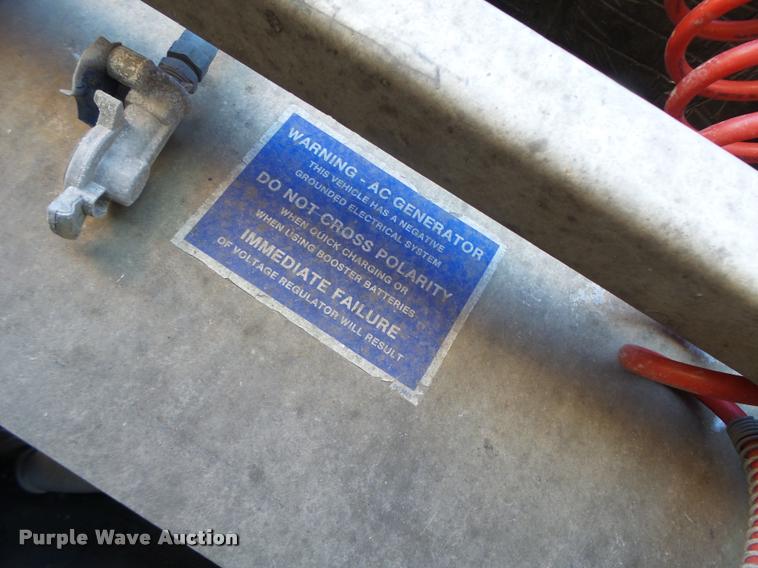 WARNING - AC GENERATOR
THIS VEHICLE HAS A NEGATIVE
GROUNDED ELECTRICAL SYSTEM
DO NOT CROSS POLARITY
WHEN QUICK CHARGING OR
WHEN USING BOOSTER BATTERIES
IMMEDIATE FAILURE
OF VOLTAGE REGULATOR WILL RESULT
Purple Wave Auction